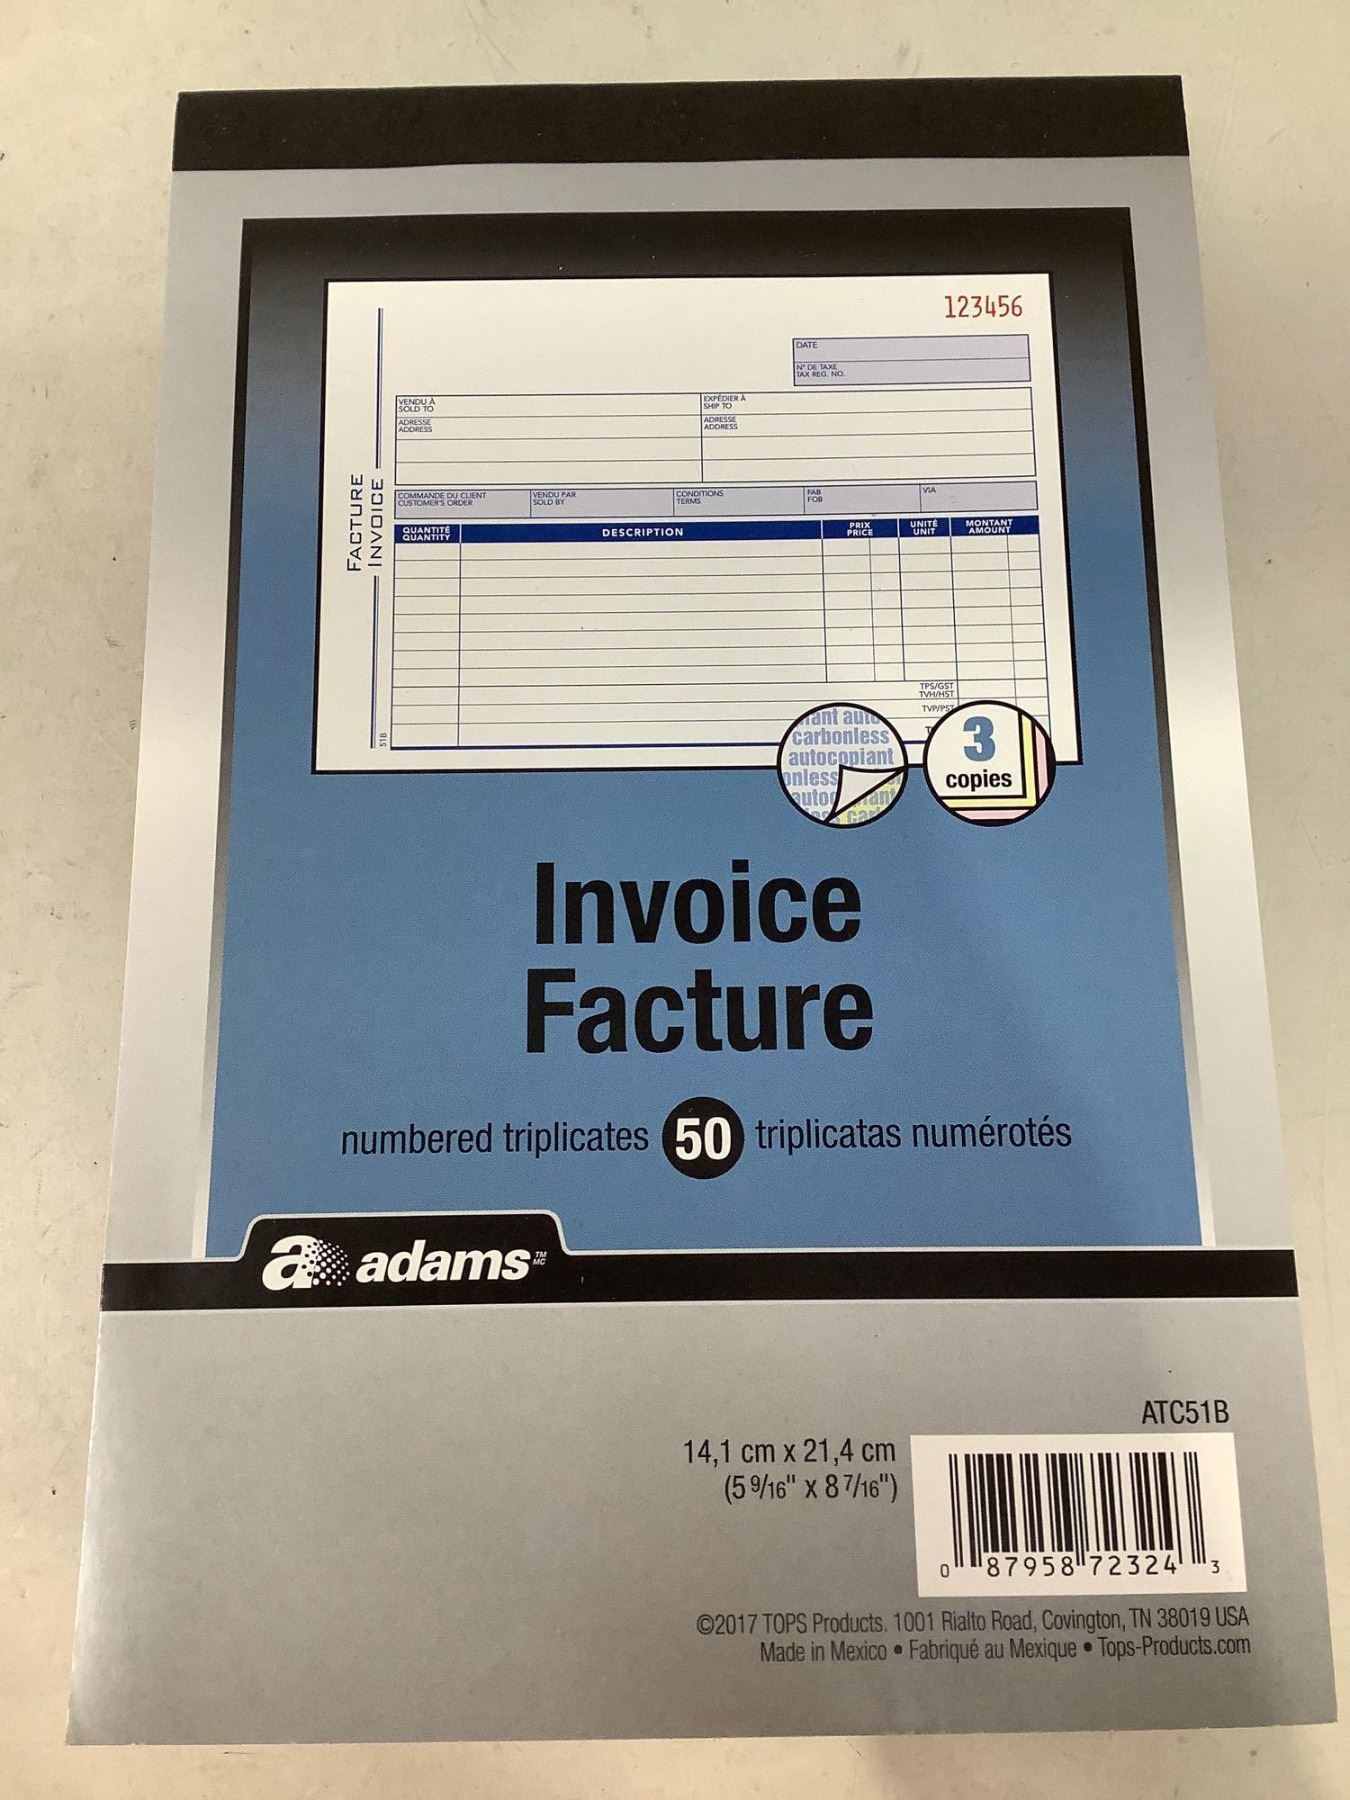 123456
DATE
N° DE TAXE
TAX REG. NO.
VENDU À
SOLD TO
ADRESSE
ADDRESS
EXPÉDIER À
SHIP TO
ADRESSE
ADDRESS
COMMANDE DU CLIENT
CUSTOMER'S ORDER
VENDU PAR
SOLD BY
CONDITIONS
TERMS
FAB
FOB
VIA
FACTURE
INVOICE
QUANTITÉ
QUANTITY
DESCRIPTION
PRIX
PRICE
UNITÉ
UNIT
MONTANT
AMOUNT
TPS/GST
TVH/HST
TVP/PST
51B
carbonless
autocopiant
3
copies
Invoice
Facture
numbered triplicates 50 triplicatas numérotés
a adams TM MC
ATC51B
14,1 cm x 21,4 cm
(5 9/16" x 8 7/16")
0 87958 72324 3
©2017 TOPS Products. 1001 Rialto Road, Covington, TN 38019 USA
Made in Mexico • Fabriqué au Mexique • Tops-Products.com